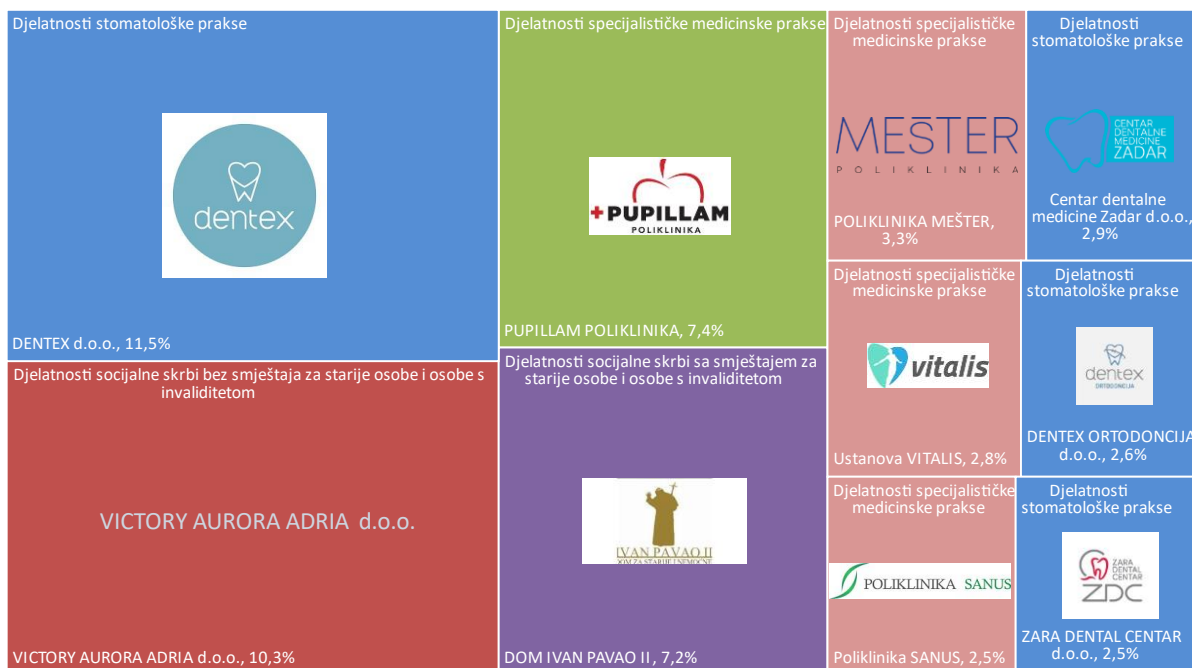 Djelatnosti stomatološke prakse
dentex
DENTEX d.o.o., 11,5%
Djelatnosti specijalističke medicinske prakse
+PUPILLAM
POLIKLINIKA
PUPILLAM POLIKLINIKA, 7,4%
Djelatnosti specijalističke
medicinske prakse
MEŠTER
POLIKLINIKA
POLIKLINIKA MEŠTER,
3,3%
Djelatnosti
stomatološke prakse
CENTAR
DENTALNE
MEDICINE
ZADAR
Centar dentalne
medicine Zadar d.o.o.,
2,9%
Djelatnosti socijalne skrbi bez smještaja za starije osobe i osobe s
invaliditetom
VICTORY AURORA ADRIA d.o.o.
VICTORY AURORA ADRIA d.o.o., 10,3%
Djelatnosti socijalne skrbi sa smještajem za
starije osobe i osobe s invaliditetom
IVAN PAVAO II
DOM ZA STARIJE I NEMOĆNE
DOM IVAN PAVAO II, 7,2%
Djelatnosti specijalističke
medicinske prakse
vitalis
Ustanova VITALIS, 2,8%
Djelatnosti
stomatološke prakse
dentex
ORTODONCIJA
DENTEX ORTODONCIJA
d.o.o., 2,6%
Djelatnosti specijalističke
medicinske prakse
POLIKLINIKA SANUS
Poliklinika SANUS, 2,5%
Djelatnosti
stomatološke prakse
ZARA
DENTAL
CENTAR
ZDC
ZARA DENTAL CENTAR
d.o.o., 2,5%